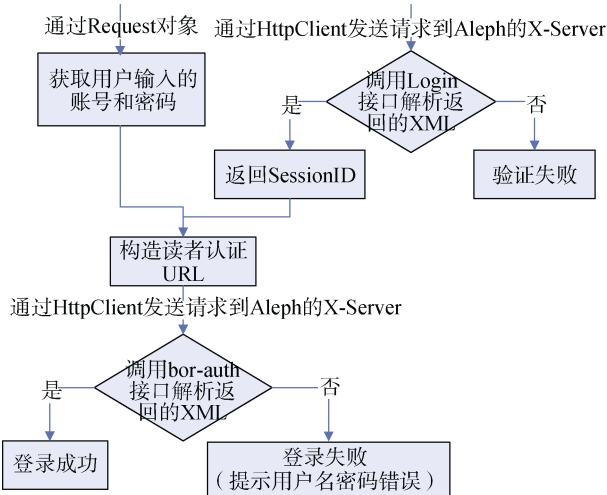 通过Request对象
通过HttpClient发送请求到Aleph的X-Server
获取用户输入的
账号和密码
调用Login
接口解析返
回的XML
是
否
返回SessionID
验证失败
构造读者认证
URL
通过HttpClient发送请求到Aleph的X-Server
调用bor-auth
接口解析返
回的XML
是
否
登录成功
登录失败
（提示用户名密码错误）